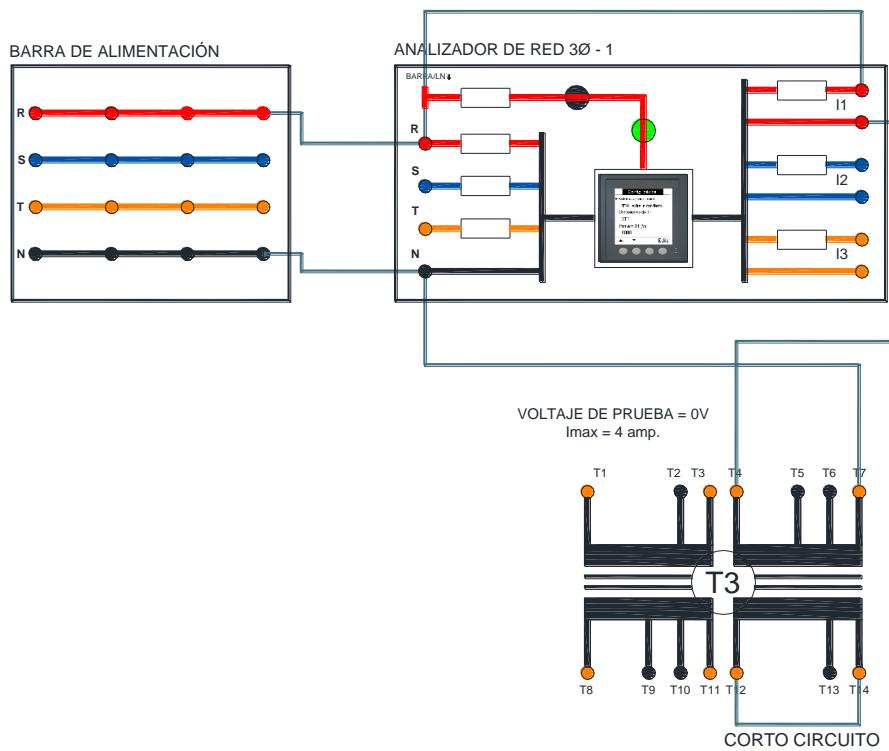 BARRA DE ALIMENTACIÓN
R
S
T
N
ANALIZADOR DE RED 3Ø - 1
BARRA/LN
R
S
T
N
I1
I2
I3
VOLTAJE DE PRUEBA = 0V
Imax = 4 amp.
T1
T2
T3
T4
T5
T6
T7
T3
T8
T9
T10
T11
T12
T13
T14
CORTO CIRCUITO